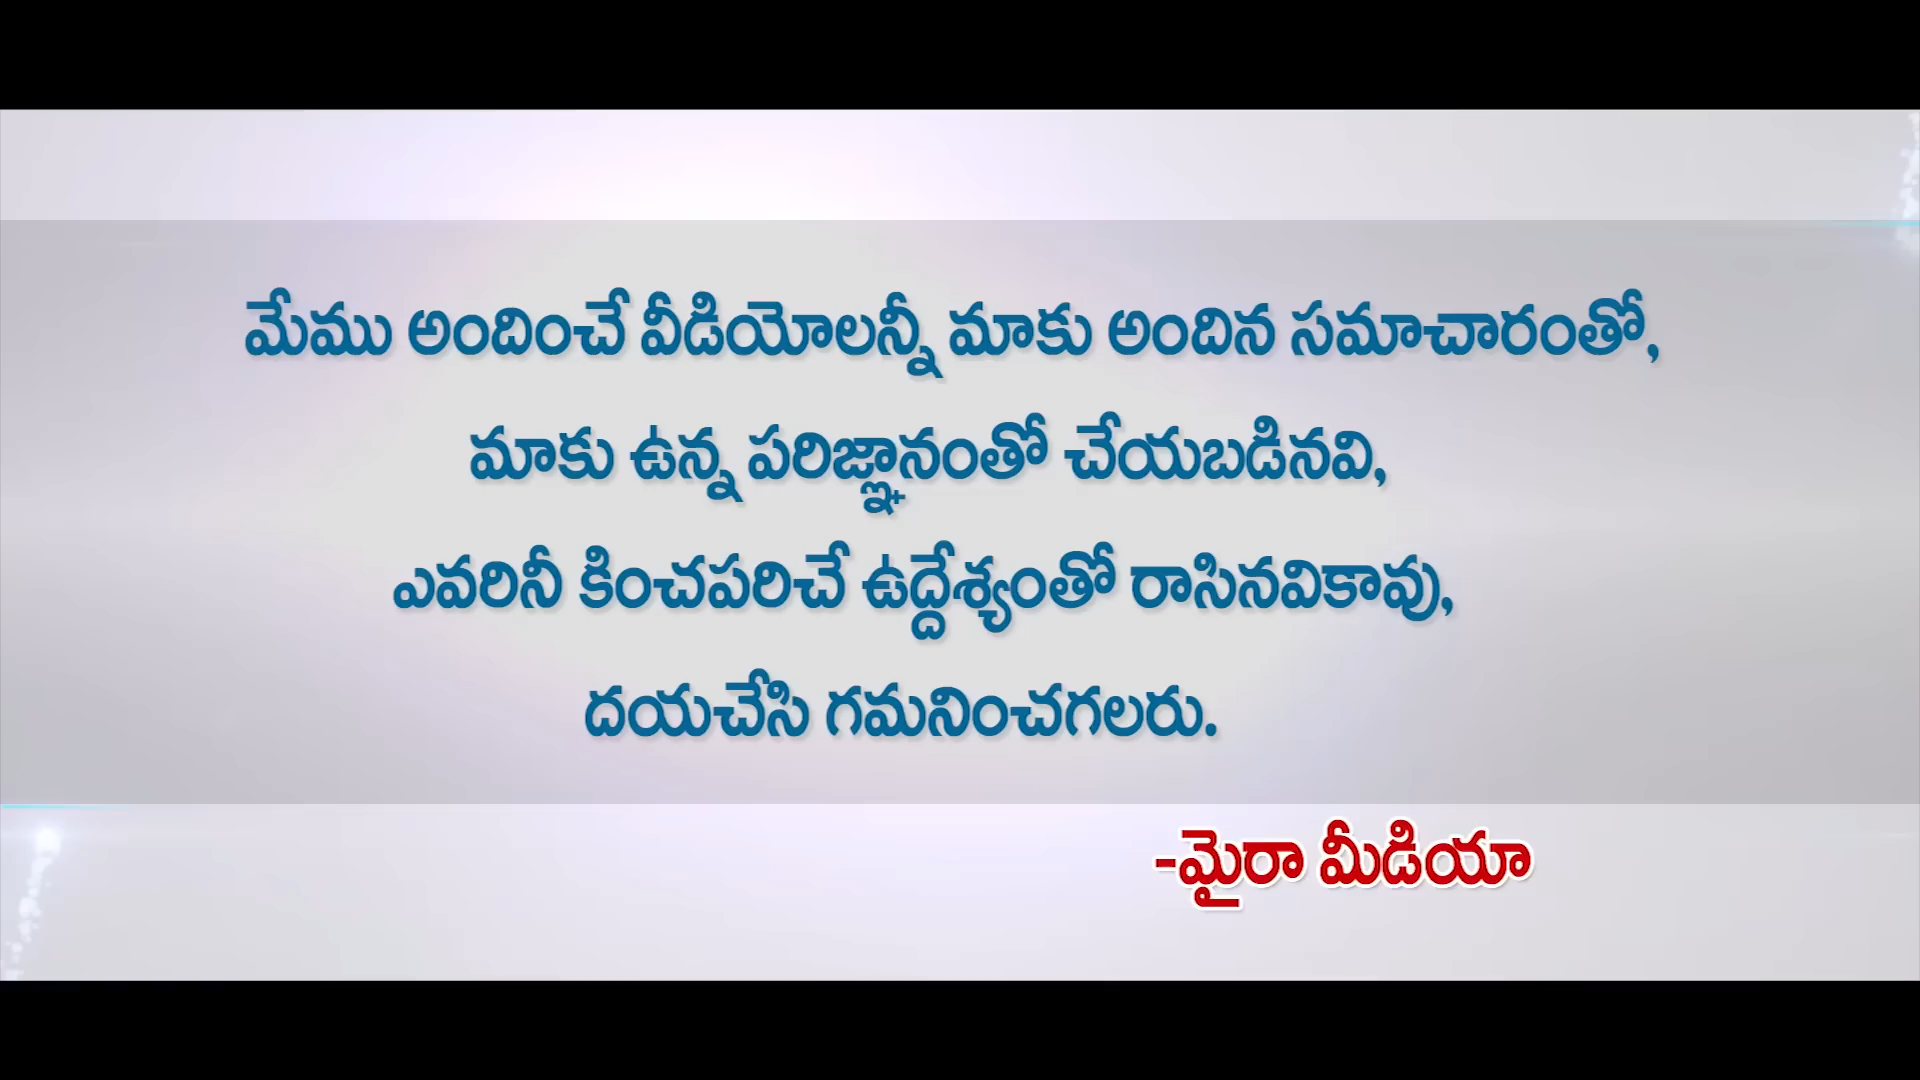 మేము అందించే వీడియోలన్నీ మాకు అందిన సమాచారంతో,
మాకు ఉన్న పరిజ్ఞానంతో చేయబడినవి,
ఎవరినీ కించపరిచే ఉద్దేశ్యంతో రాసినవికావు,
దయచేసి గమనించగలరు.
-మైరా మీడియా